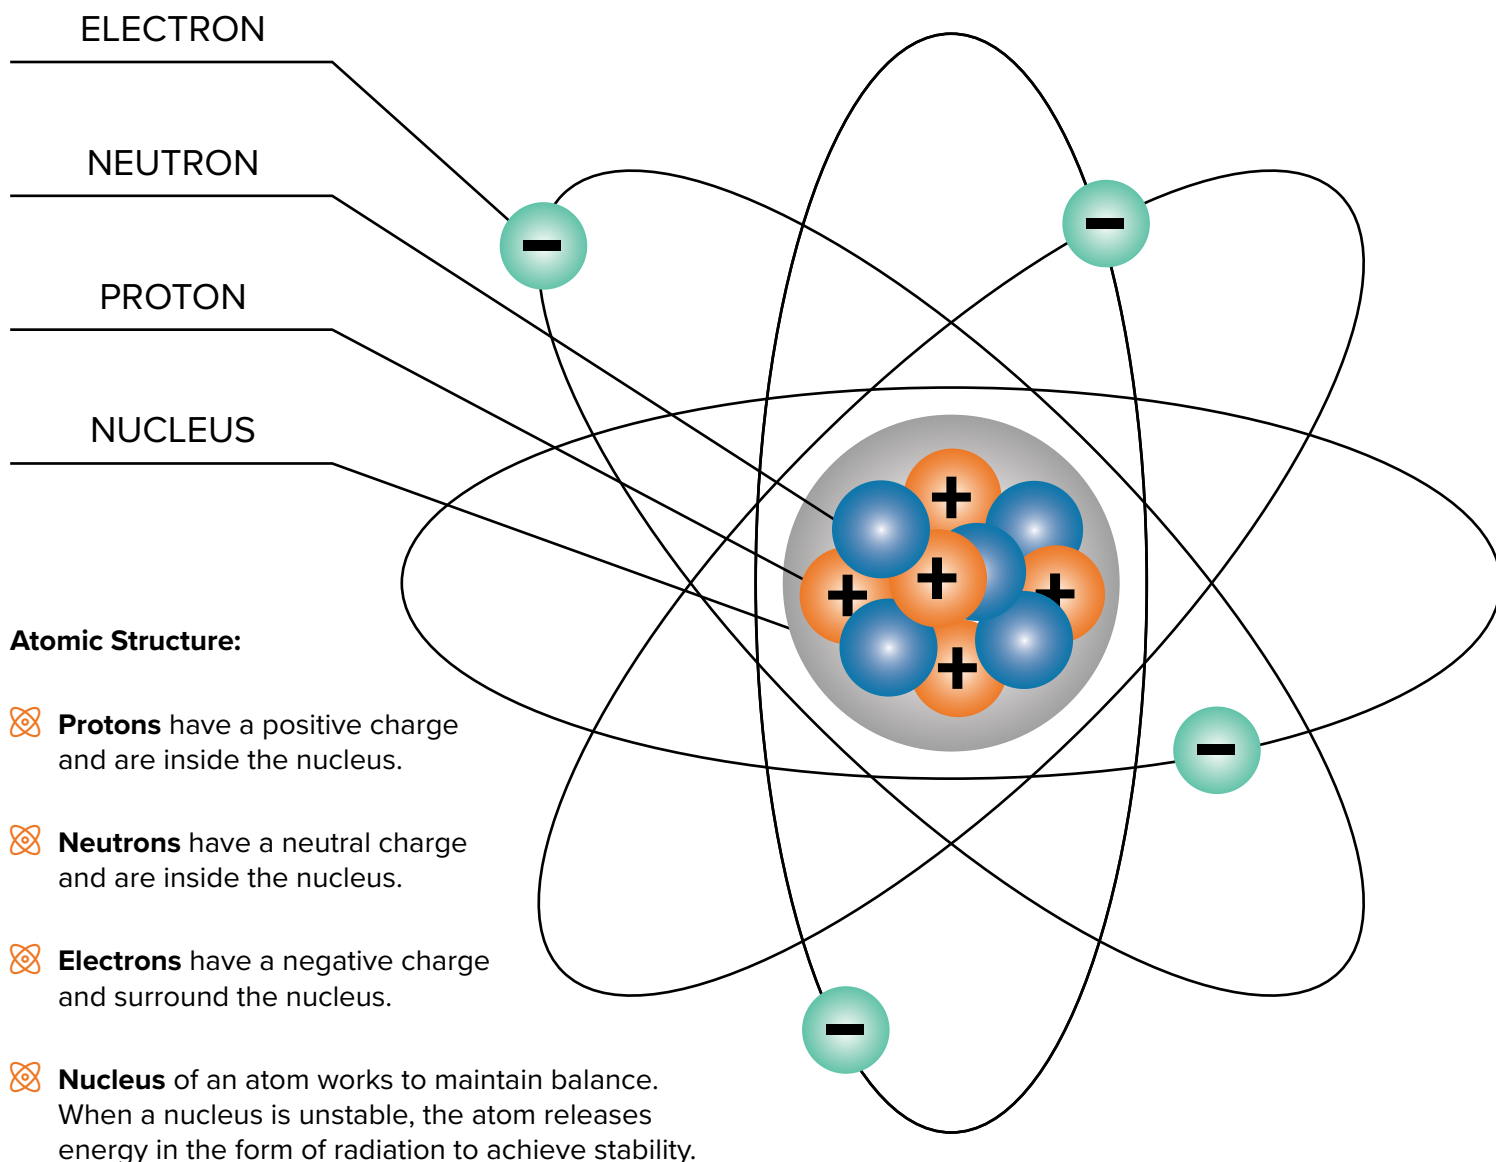 ELECTRON
NEUTRON
PROTON
NUCLEUS
Atomic Structure:
Protons have a positive charge
and are inside the nucleus.
Neutrons have a neutral charge
and are inside the nucleus.
Electrons have a negative charge
and surround the nucleus.
Nucleus of an atom works to maintain balance.
When a nucleus is unstable, the atom releases
energy in the form of radiation to achieve stability.